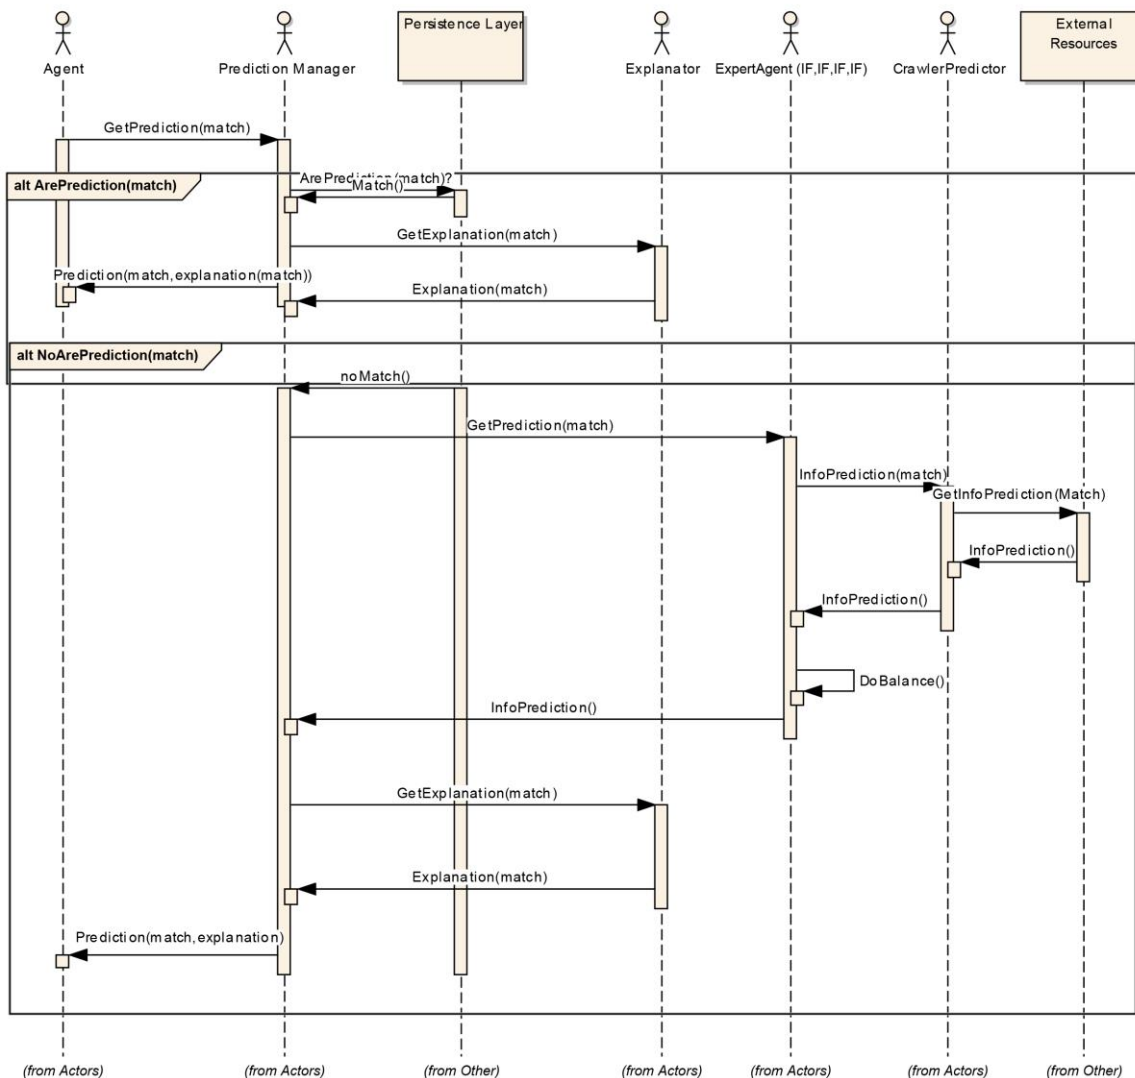 Persistence Layer
External
Resources
Agent
Prediction Manager
Explanator
ExpertAgent (IF,IF,IF,IF)
CrawlerPredictor
GetPrediction(match)
alt ArePrediction(match)
ArePrediction(match)?
Match()
GetExplanation(match)
Prediction(match,explanation(match))
Explanation(match)
alt NoArePrediction(match)
noMatch()
GetPrediction(match)
InfoPrediction(match)
GetInfoPrediction(Match)
InfoPrediction()
InfoPrediction()
DoBalance()
InfoPrediction()
GetExplanation(match)
Explanation(match)
Prediction(match,explanation)
(from Actors)
(from Actors)
(from Other)
(from Actors)
(from Actors)
(from Actors)
(from Other)